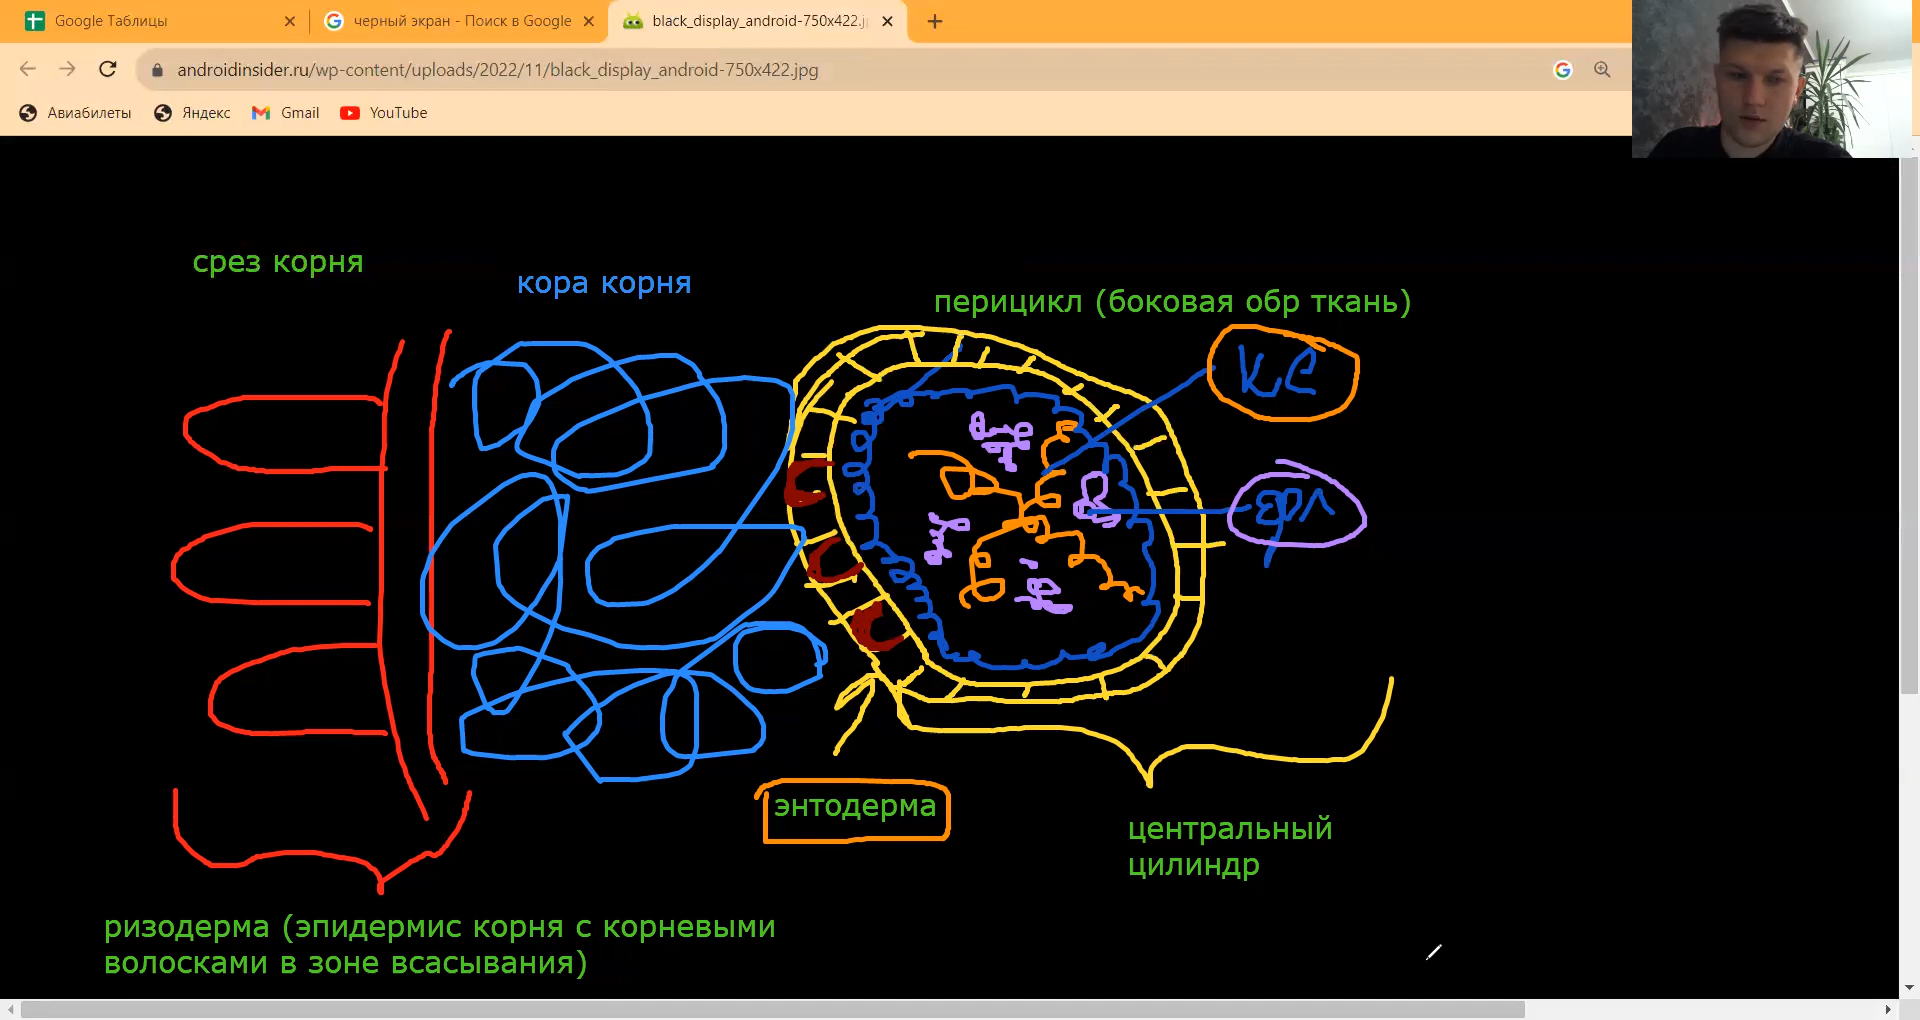 Google Таблицы
черный экран - Поиск в Google
black_display_android-750x422.j
androidinsider.ru/wp-content/uploads/2022/11/black_display_android-750x422.jpg
Авиабилеты
Яндекс
Gmail
YouTube
срез корня
кора корня
перицикл (боковая обр ткань)
КС
флл
энтодерма
центральный
цилиндр
ризодерма (эпидермис корня с корневыми
волосками в зоне всасывания)